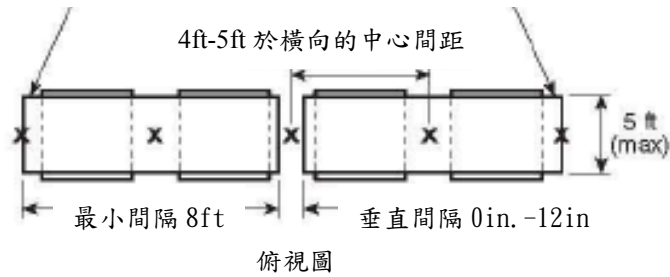 4ft-5ft 於橫向的中心間距
x x x x x
5 ft
(max)
最小間隔 8ft 垂直間隔 0in.-12in
俯視圖